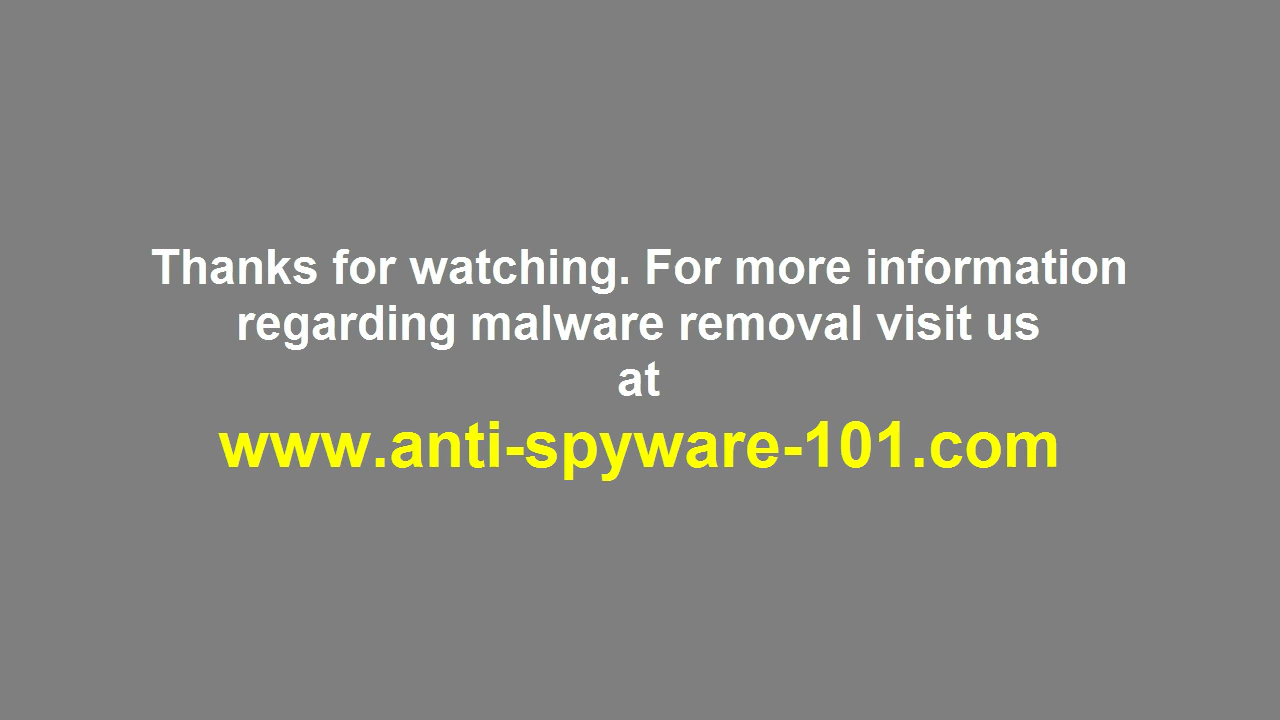 Thanks for watching. For more information
regarding malware removal visit us
at
www.anti-spyware-101.com